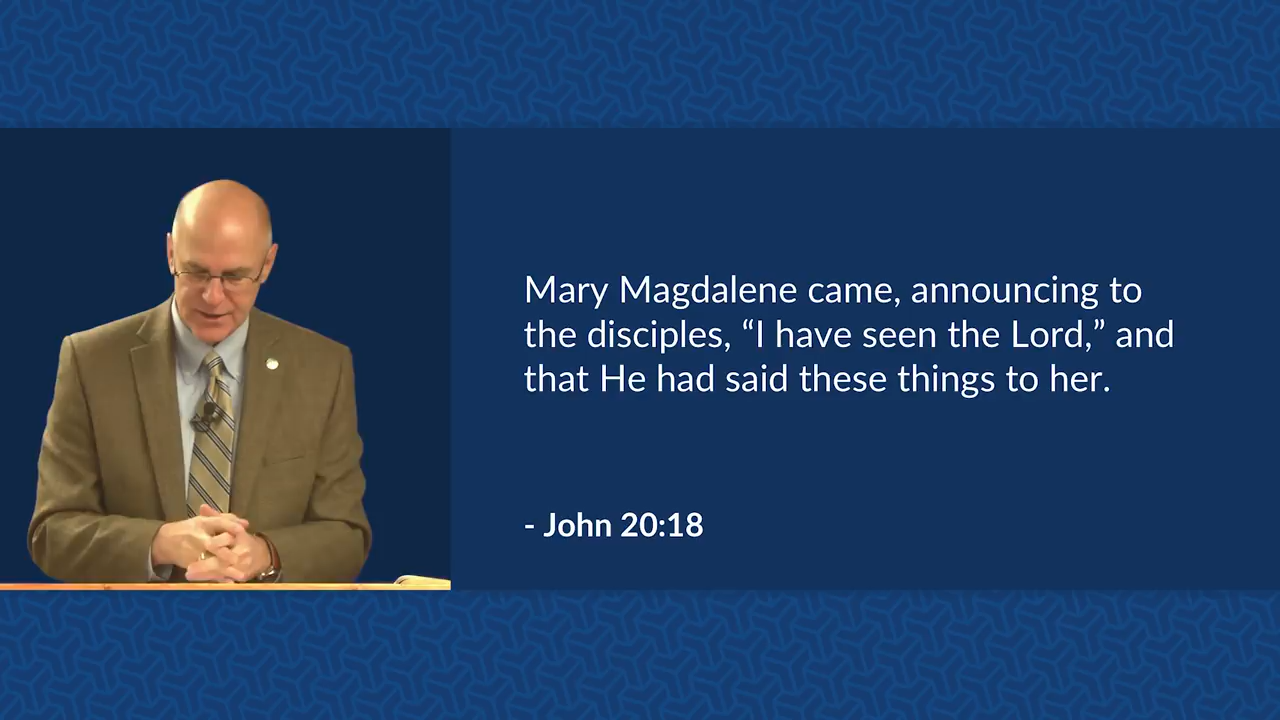 Mary Magdalene came, announcing to
the disciples, “I have seen the Lord,” and
that He had said these things to her.
- John 20:18